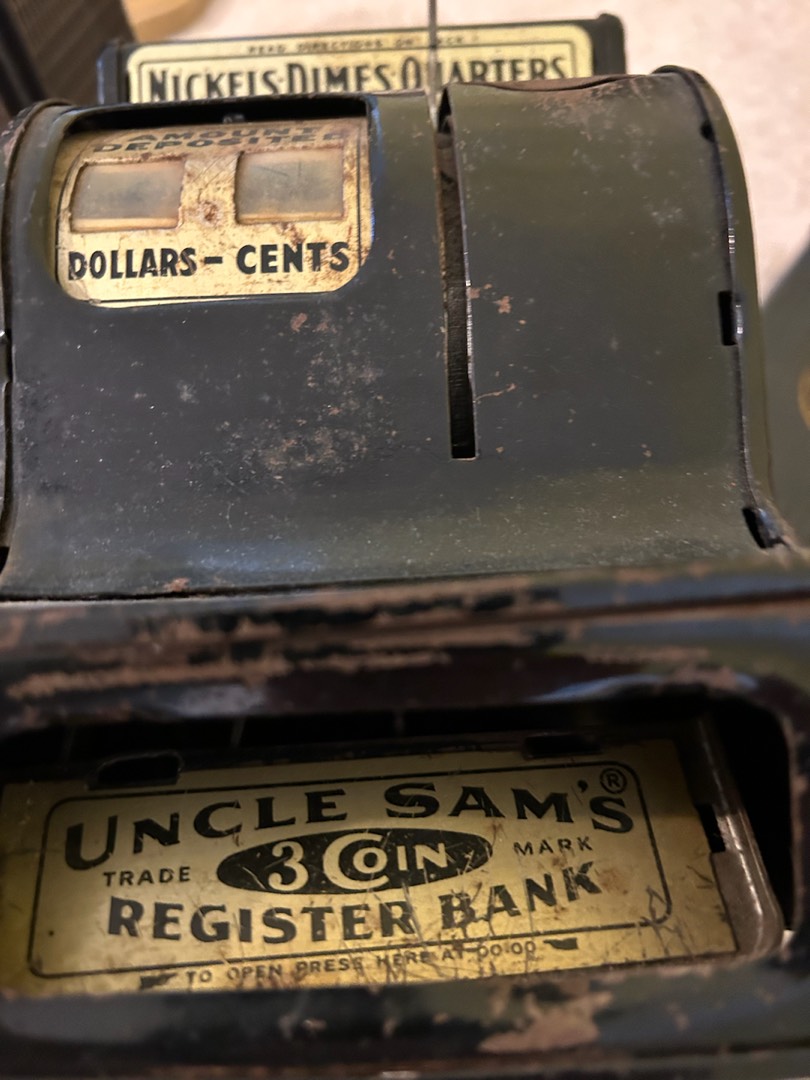 READ DIRECTIONS ON BACK
NICKELS·DIMES·QUARTERS
AMOUNT
DEPOSITED
DOLLARS – CENTS
UNCLE SAM'S ®
TRADE 3 COIN MARK
REGISTER BANK
TO OPEN PRESS HERE AT 00.00